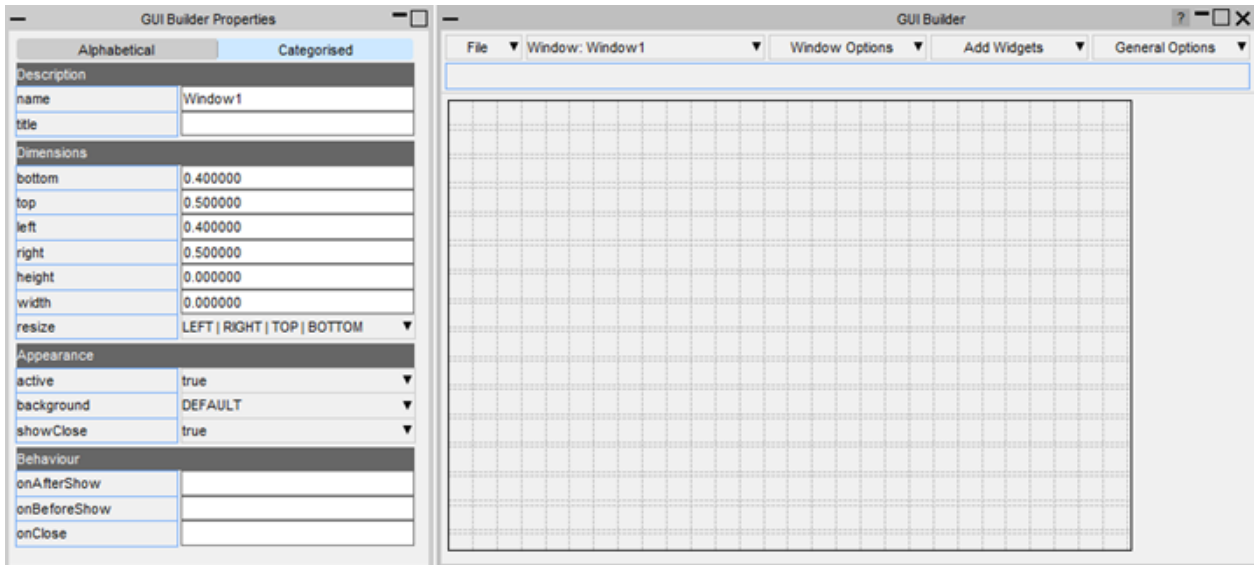 GUI Builder Properties
Alphabetical Categorised
Description
name Window1
title
Dimensions
bottom 0.400000
top 0.500000
left 0.400000
right 0.500000
height 0.000000
width 0.000000
resize LEFT | RIGHT | TOP | BOTTOM
Appearance
active true
background DEFAULT
showClose true
Behaviour
onAfterShow
onBeforeShow
onClose
GUI Builder ?
File Window: Window1 Window Options Add Widgets General Options